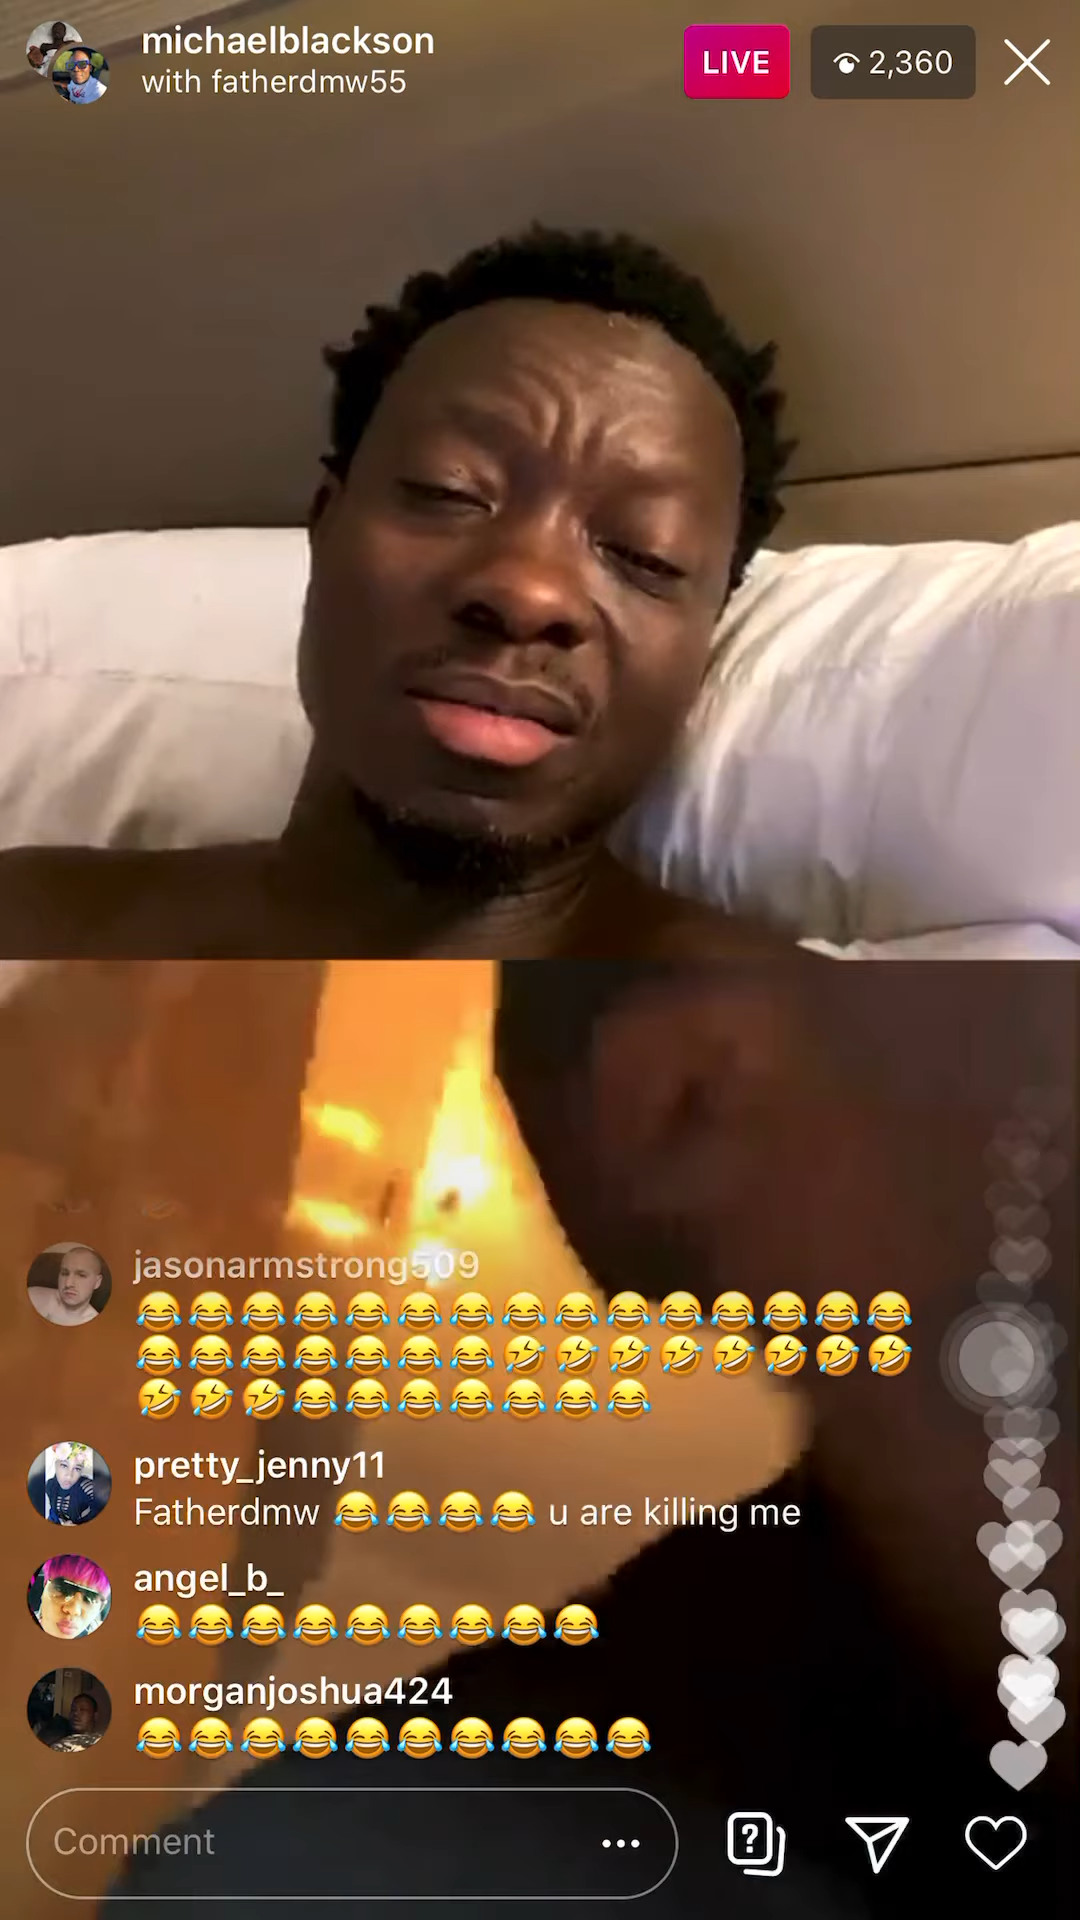 michaelblackson
with fatherdmw55
LIVE
2,360
jasonarmstrong509
😂😂😂😂😂😂😂😂😂😂😂😂😂😂😂
😂😂😂😂😂😂😂🤣🤣🤣🤣🤣🤣🤣🤣
🤣🤣🤣😂😂😂😂😂😂😂
pretty_jenny11
Fatherdmw 😂😂😂😂 u are killing me
angel_b_
😂😂😂😂😂😂😂😂😂
morganjoshua424
😂😂😂😂😂😂😂😂😂😂
Comment